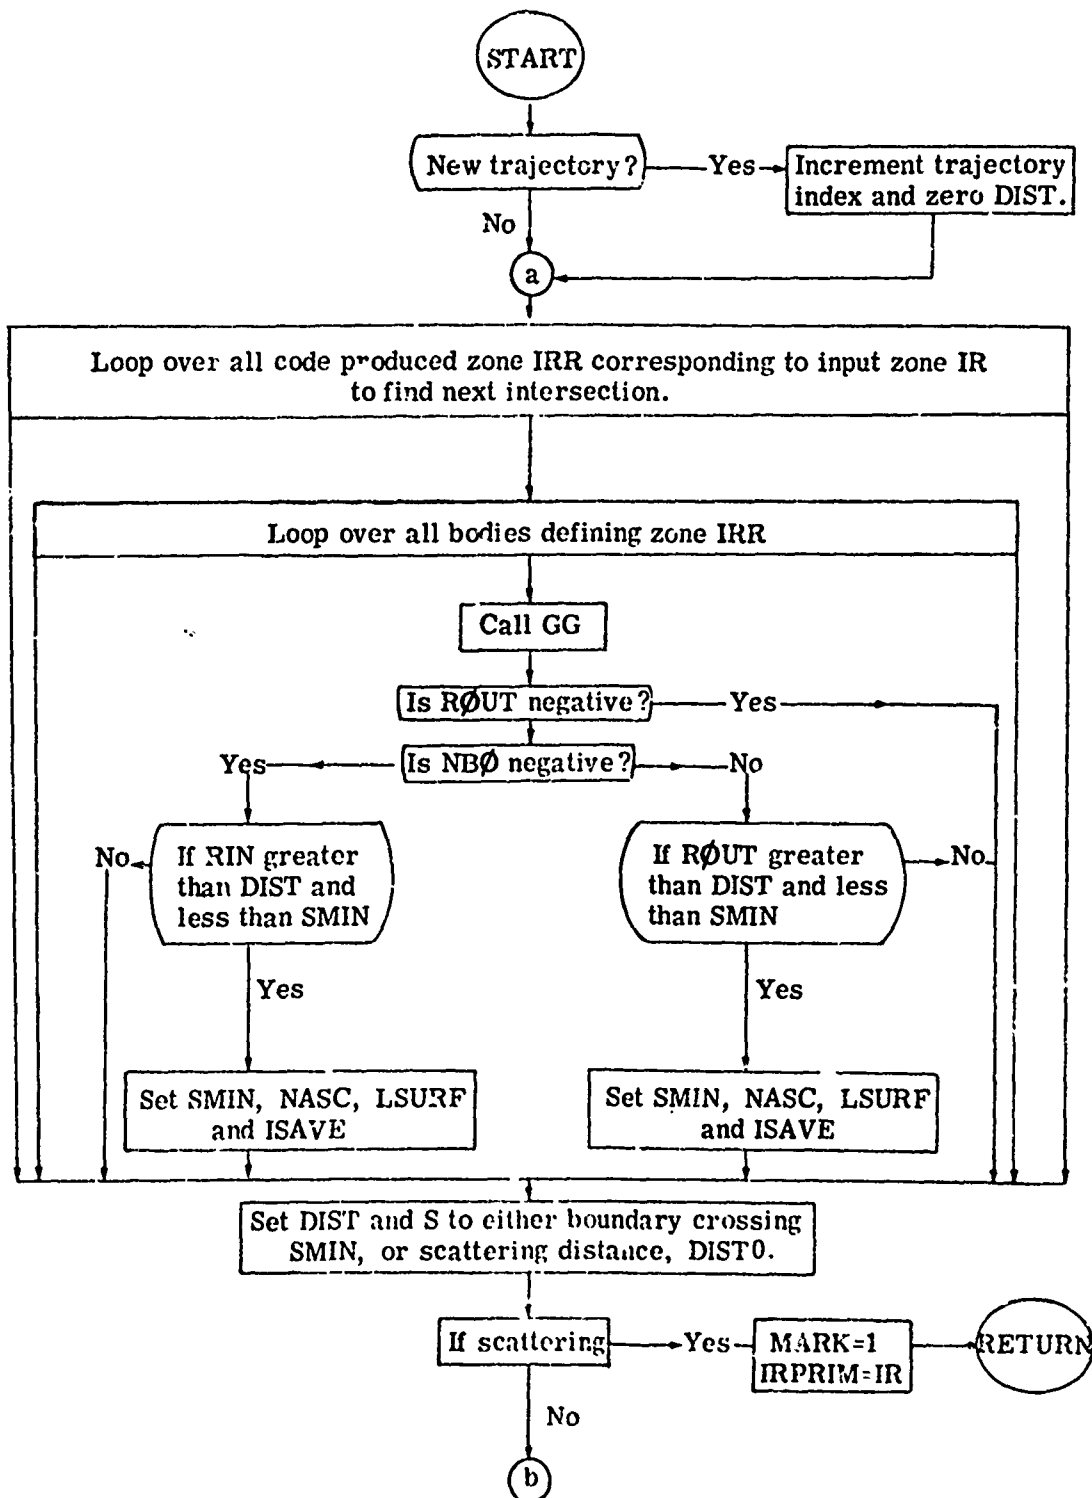 START
New trajectory?
Yes
Increment trajectory
index and zero DIST.
No
a
Loop over all code produced zone IRR corresponding to input zone IR
to find next intersection.
Loop over all bodies defining zone IRR
Call GG
Is RØUT negative?
Yes
Is NBØ negative?
Yes
No
If RIN greater
than DIST and
less than SMIN
No
If RØUT greater
than DIST and less
than SMIN
No
Yes
Yes
Set SMIN, NASC, LSURF
and ISAVE
Set SMIN, NASC, LSURF
and ISAVE
Set DIST and S to either boundary crossing
SMIN, or scattering distance, DIST0.
If scattering
Yes
MARK=1
IRPRIM=IR
RETURN
No
b